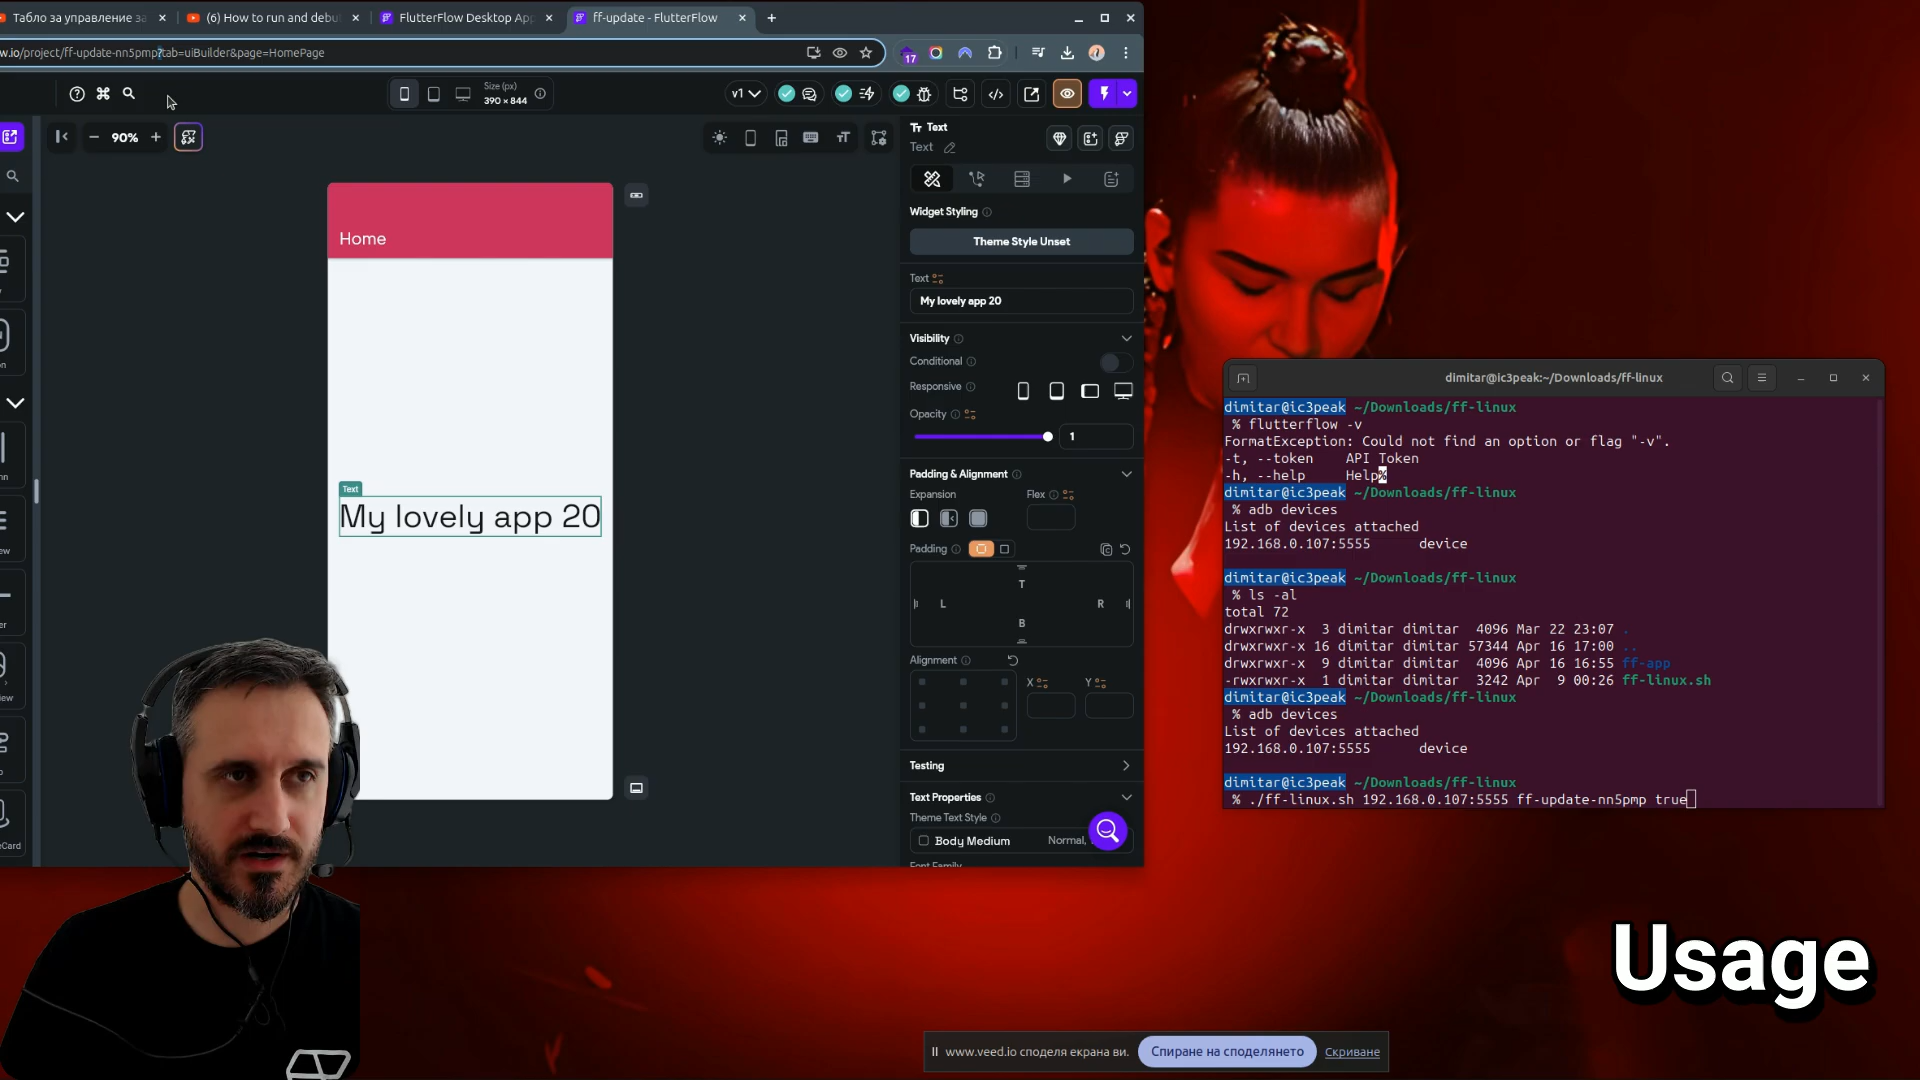 Табло за управление за
(6) How to run and debu
FlutterFlow Desktop App
ff-update - FlutterFlow
w.io/project/ff-update-nn5pmp?tab=uiBuilder&page=HomePage
17
Size (px)
390 × 844
v1
90%
Home
Text
My lovely app 20
Text
Text
Widget Styling
Theme Style Unset
Text
My lovely app 20
Visibility
Conditional
Responsive
Opacity
1
Padding & Alignment
Expansion
Flex
Padding
T
L
R
B
Alignment
X
Y
Testing
Text Properties
Theme Text Style
Body Medium
Normal,
Font Family
dimitar@ic3peak:~/Downloads/ff-linux
dimitar@ic3peak ~/Downloads/ff-linux
% flutterflow -v
FormatException: Could not find an option or flag "-v".
-t, --token API Token
-h, --help Help%
dimitar@ic3peak ~/Downloads/ff-linux
% adb devices
List of devices attached
192.168.0.107:5555 device
dimitar@ic3peak ~/Downloads/ff-linux
% ls -al
total 72
drwxrwxr-x 3 dimitar dimitar 4096 Mar 22 23:07 .
drwxrwxr-x 16 dimitar dimitar 57344 Apr 16 17:00 ..
drwxrwxr-x 9 dimitar dimitar 4096 Apr 16 16:55 ff-app
-rwxrwxr-x 1 dimitar dimitar 3242 Apr 9 00:26 ff-linux.sh
dimitar@ic3peak ~/Downloads/ff-linux
% adb devices
List of devices attached
192.168.0.107:5555 device
dimitar@ic3peak ~/Downloads/ff-linux
% ./ff-linux.sh 192.168.0.107:5555 ff-update-nn5pmp true
Usage
www.veed.io споделя екрана ви.
Спиране на споделянето
Скриване